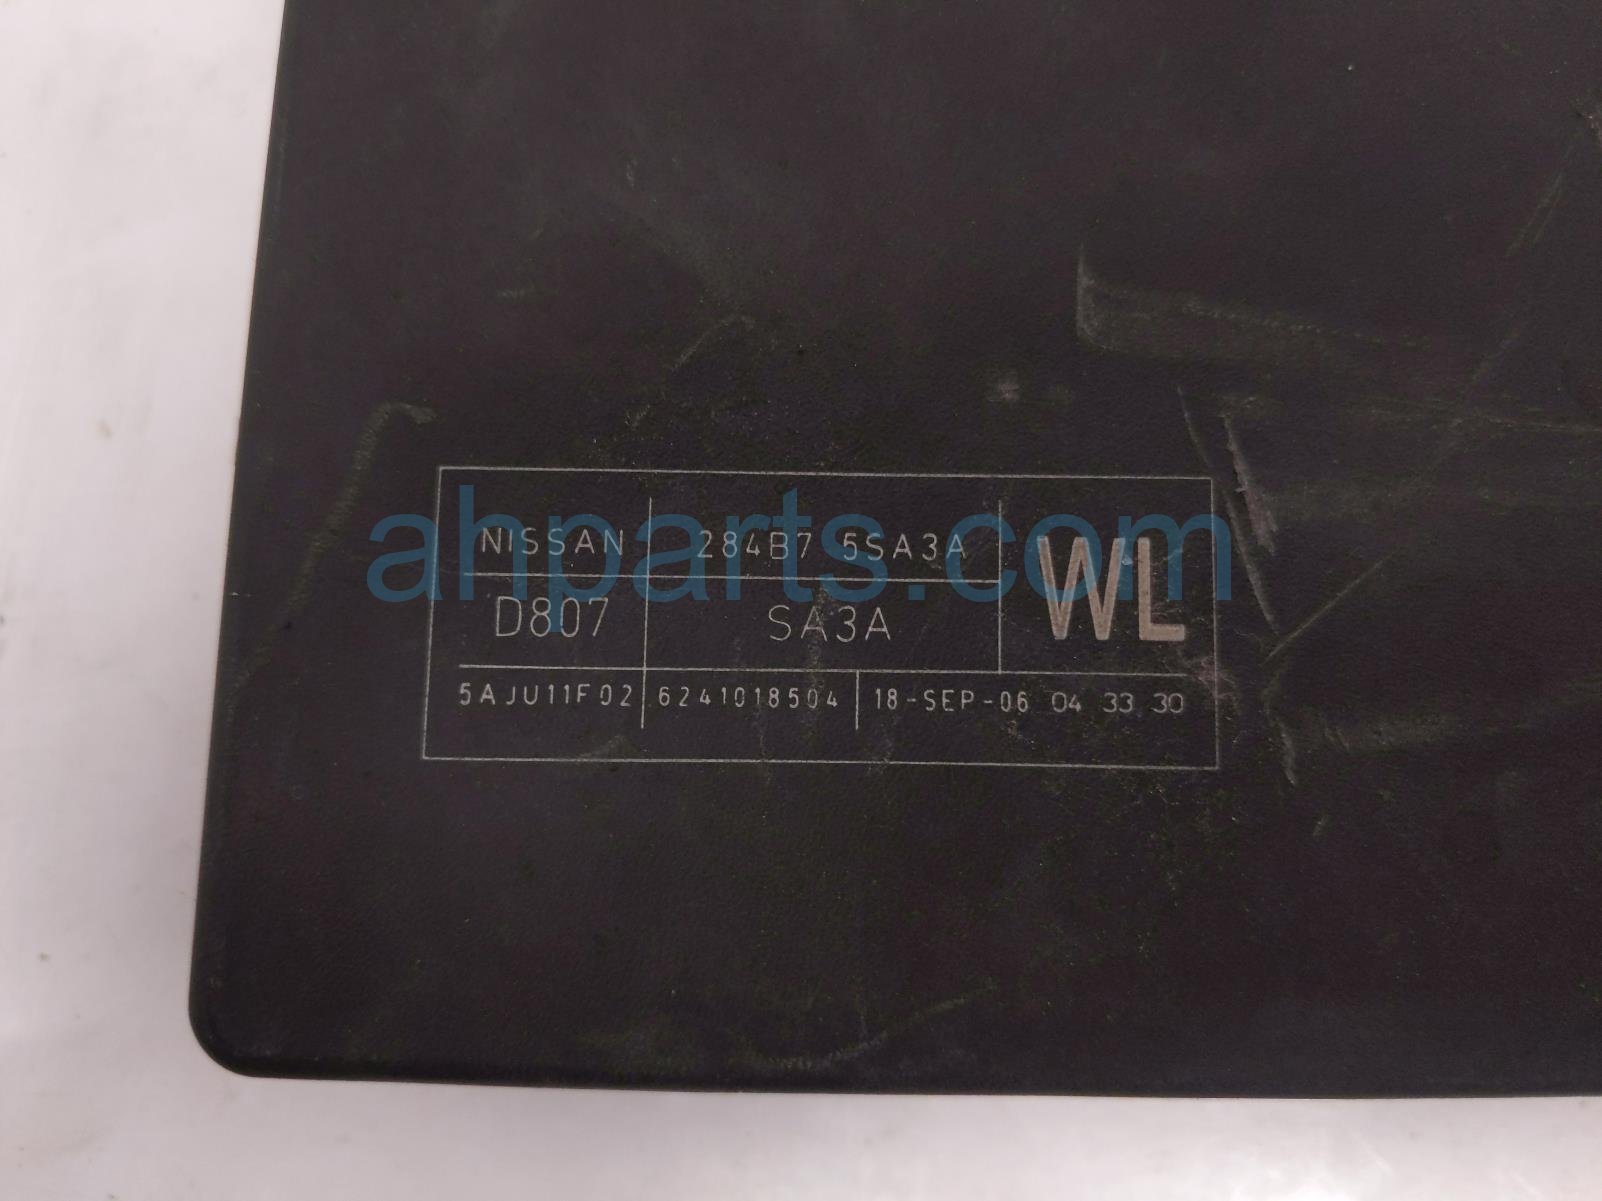 NISSAN 284B7 5SA3A
WL
D807 SA3A
5AJU11F02 6241018504 18-SEP-06 04 33 30
ahparts.com